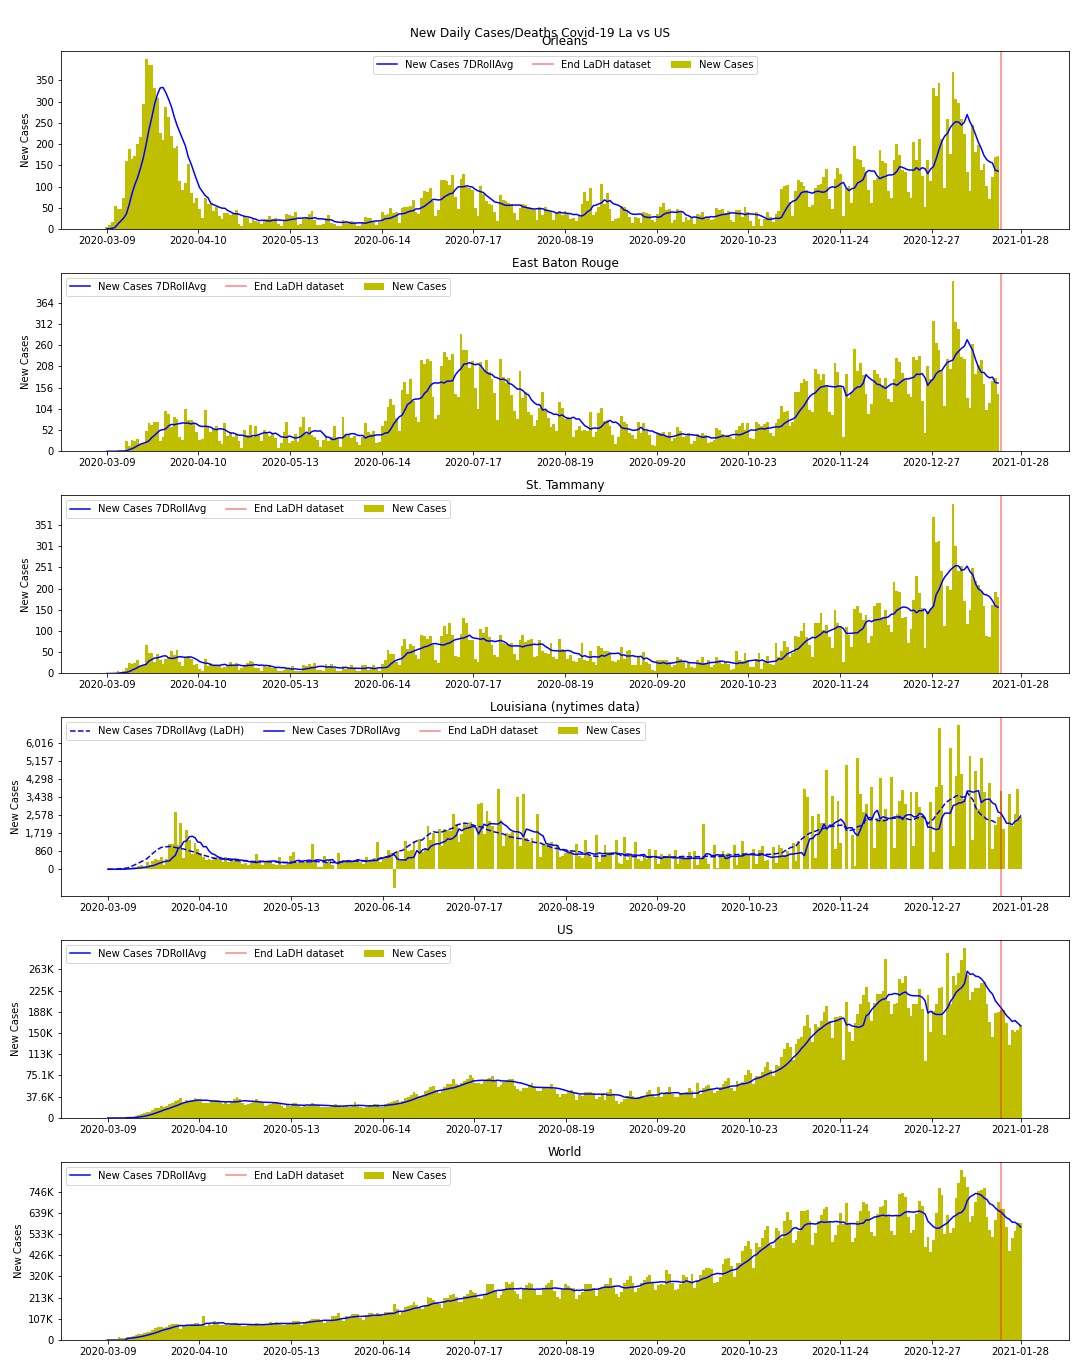 New Daily Cases/Deaths Covid-19 La vs US
Orleans
New Cases 7DRollAvg End LaDH dataset New Cases
New Cases
350
300
250
200
150
100
50
0
2020-03-09 2020-04-10 2020-05-13 2020-06-14 2020-07-17 2020-08-19 2020-09-20 2020-10-23 2020-11-24 2020-12-27 2021-01-28
East Baton Rouge
New Cases 7DRollAvg End LaDH dataset New Cases
New Cases
364
312
260
208
156
104
52
0
2020-03-09 2020-04-10 2020-05-13 2020-06-14 2020-07-17 2020-08-19 2020-09-20 2020-10-23 2020-11-24 2020-12-27 2021-01-28
St. Tammany
New Cases 7DRollAvg End LaDH dataset New Cases
New Cases
351
301
251
200
150
100
50
0
2020-03-09 2020-04-10 2020-05-13 2020-06-14 2020-07-17 2020-08-19 2020-09-20 2020-10-23 2020-11-24 2020-12-27 2021-01-28
Louisiana (nytimes data)
New Cases 7DRollAvg (LaDH) New Cases 7DRollAvg End LaDH dataset New Cases
New Cases
6,016
5,157
4,298
3,438
2,578
1,719
860
0
2020-03-09 2020-04-10 2020-05-13 2020-06-14 2020-07-17 2020-08-19 2020-09-20 2020-10-23 2020-11-24 2020-12-27 2021-01-28
US
New Cases 7DRollAvg End LaDH dataset New Cases
New Cases
263K
225K
188K
150K
113K
75.1K
37.6K
0
2020-03-09 2020-04-10 2020-05-13 2020-06-14 2020-07-17 2020-08-19 2020-09-20 2020-10-23 2020-11-24 2020-12-27 2021-01-28
World
New Cases 7DRollAvg End LaDH dataset New Cases
New Cases
746K
639K
533K
426K
320K
213K
107K
0
2020-03-09 2020-04-10 2020-05-13 2020-06-14 2020-07-17 2020-08-19 2020-09-20 2020-10-23 2020-11-24 2020-12-27 2021-01-28